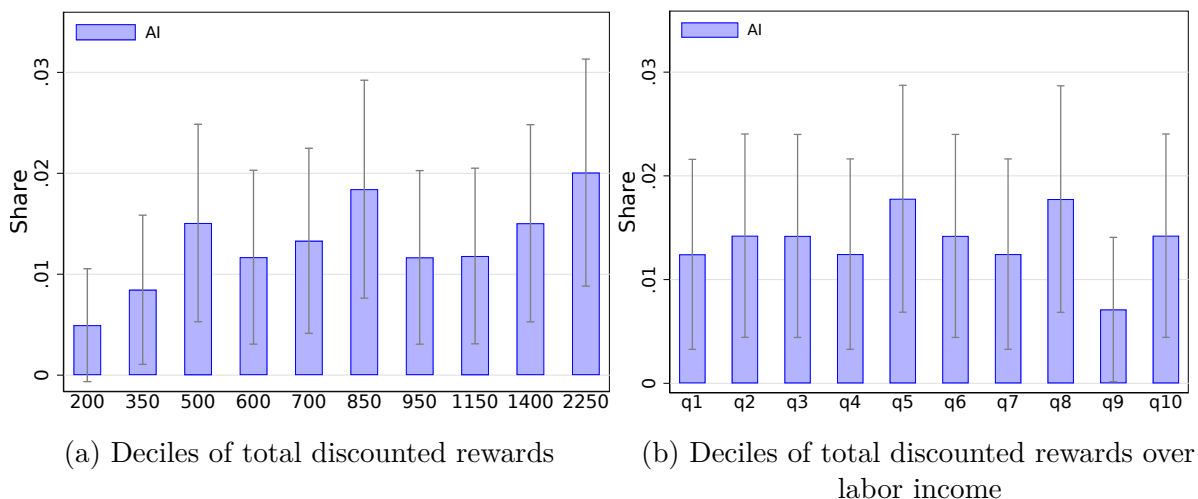 AI
Share
.03
.02
.01
0
200 350 500 600 700 850 950 1150 1400 2250
(a) Deciles of total discounted rewards
AI
Share
.03
.02
.01
0
q1 q2 q3 q4 q5 q6 q7 q8 q9 q10
(b) Deciles of total discounted rewards over
labor income